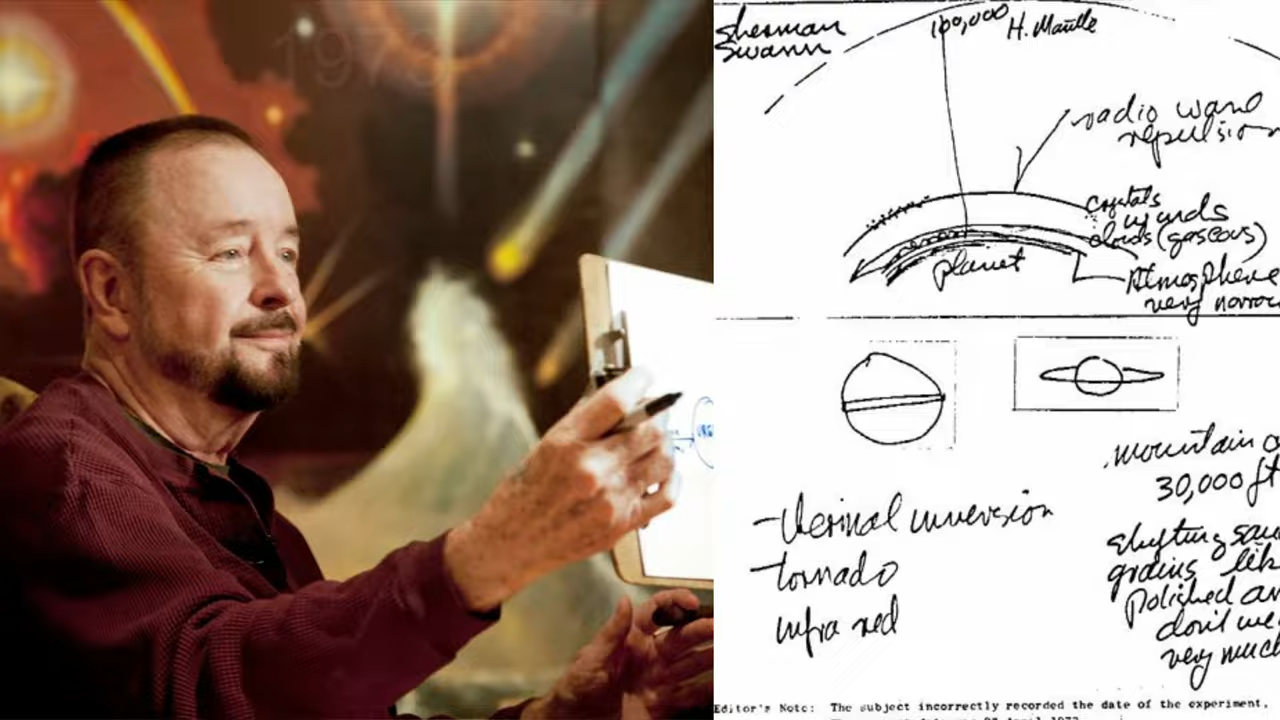 1973
Sherman
Swann
100,000 H. Mantle
radio wave
repulsion
crystals
winds
clouds (gaseous)
planet
Atmosphere
very narrow
mountain
30,000 ft
-thermal inversion
tornado
infra red
shifting
grains
polished
don't
very much
Editor's Note: The subject incorrectly recorded the date of the experiment.